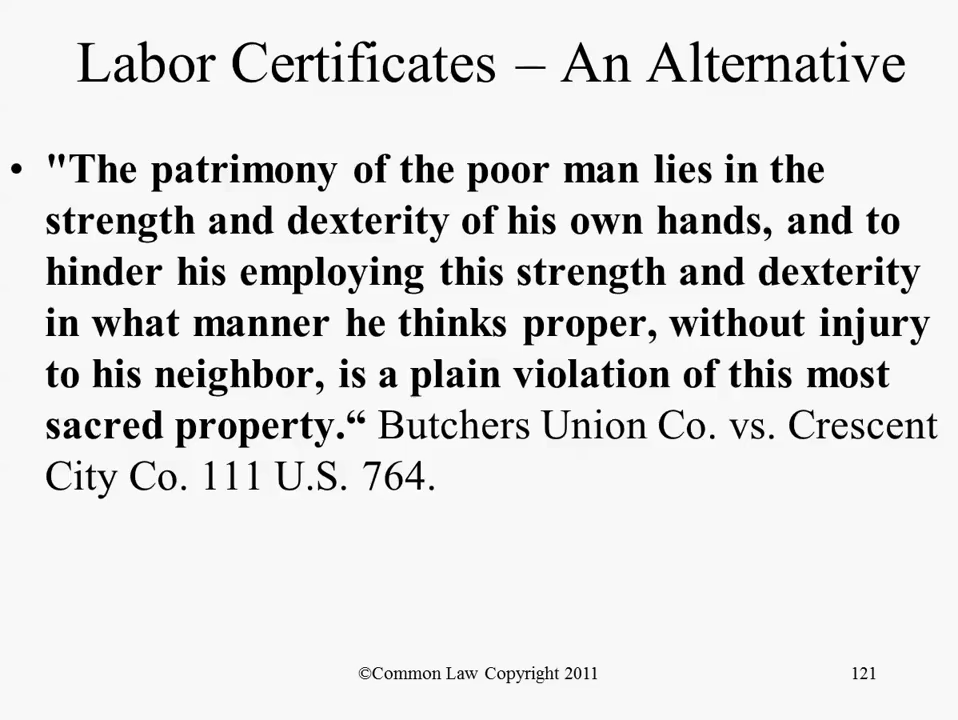 Labor Certificates – An Alternative
• "The patrimony of the poor man lies in the
strength and dexterity of his own hands, and to
hinder his employing this strength and dexterity
in what manner he thinks proper, without injury
to his neighbor, is a plain violation of this most
sacred property.“ Butchers Union Co. vs. Crescent
City Co. 111 U.S. 764.
©Common Law Copyright 2011
121